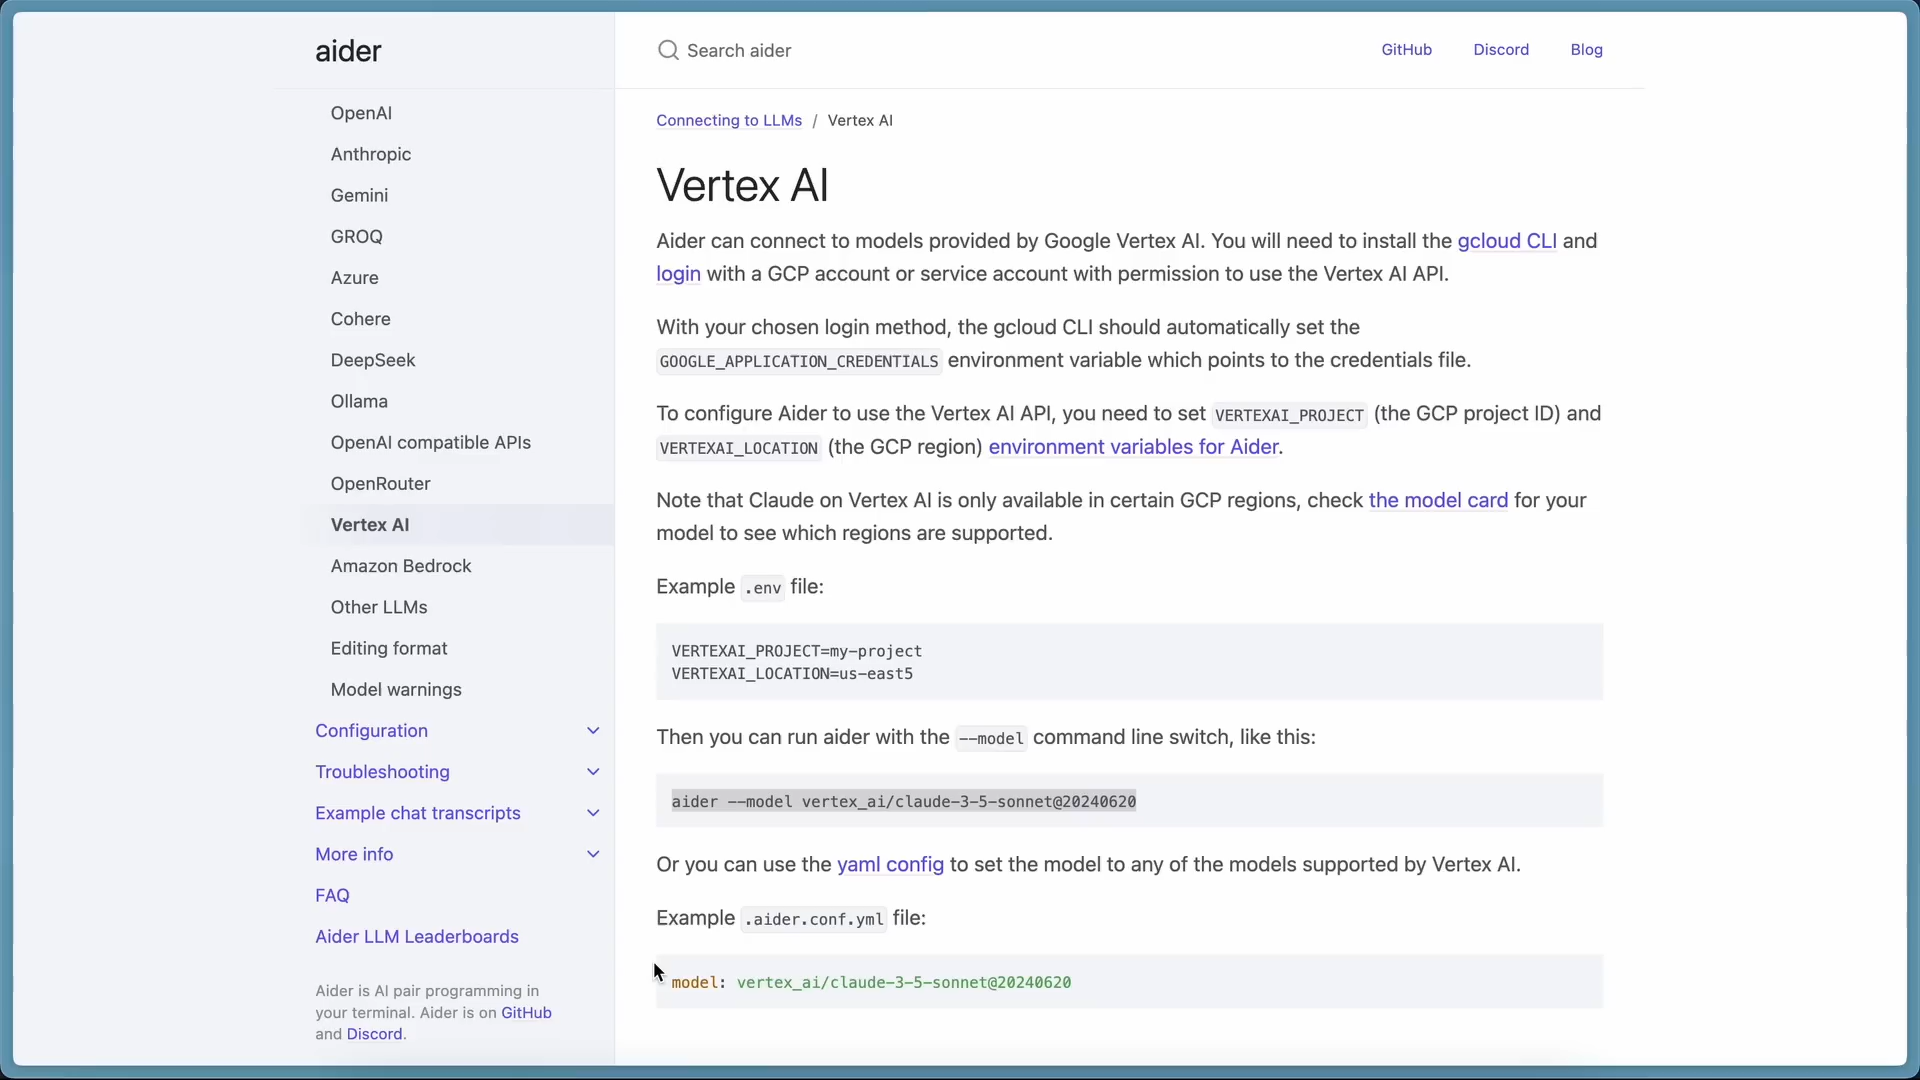 aider
Search aider
GitHub
Discord
Blog
OpenAI
Anthropic
Gemini
GROQ
Azure
Cohere
DeepSeek
Ollama
OpenAI compatible APIs
OpenRouter
Vertex AI
Amazon Bedrock
Other LLMs
Editing format
Model warnings
Configuration
Troubleshooting
Example chat transcripts
More info
FAQ
Aider LLM Leaderboards
Aider is AI pair programming in
your terminal. Aider is on GitHub
and Discord.
Connecting to LLMs / Vertex AI
Vertex AI
Aider can connect to models provided by Google Vertex AI. You will need to install the gcloud CLI and
login with a GCP account or service account with permission to use the Vertex AI API.
With your chosen login method, the gcloud CLI should automatically set the
GOOGLE_APPLICATION_CREDENTIALS environment variable which points to the credentials file.
To configure Aider to use the Vertex AI API, you need to set VERTEXAI_PROJECT (the GCP project ID) and
VERTEXAI_LOCATION (the GCP region) environment variables for Aider.
Note that Claude on Vertex AI is only available in certain GCP regions, check the model card for your
model to see which regions are supported.
Example .env file:
VERTEXAI_PROJECT=my-project
VERTEXAI_LOCATION=us-east5
Then you can run aider with the --model command line switch, like this:
aider --model vertex_ai/claude-3-5-sonnet@20240620
Or you can use the yaml config to set the model to any of the models supported by Vertex AI.
Example .aider.conf.yml file:
model: vertex_ai/claude-3-5-sonnet@20240620